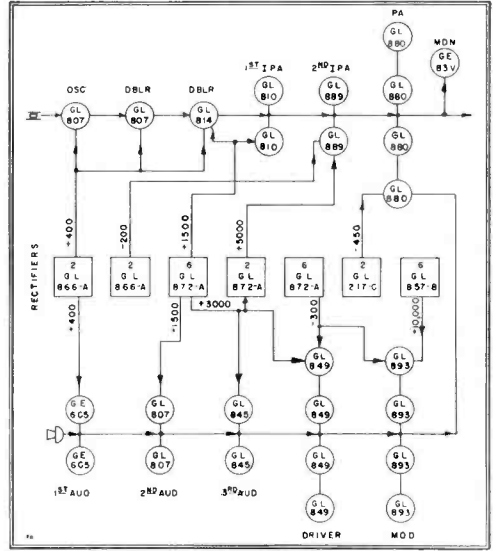 PA
MDN
GL 880
GE 83V
1ST IPA
2ND IPA
OSC
DBLR
DBLR
GL 807
GL 807
GL 814
GL 810
GL 889
GL 880
GL 810
GL 889
GL 880
GL 880
+400
-200
+1500
+5000
-450
RECTIFIERS
2 GL 866-A
2 GL 866-A
6 GL 872-A
2 GL 872-A
6 GL 872-A
2 GL 217-C
6 GL 857-B
+400
+1500
+3000
-300
+10,000
GL 849
GL 893
GE 6C5
GL 807
GL 845
GL 849
GL 893
GE 6C5
GL 807
GL 845
GL 849
GL 893
1ST AUD
2ND AUD
3RD AUD
GL 849
GL 893
DRIVER
MOD